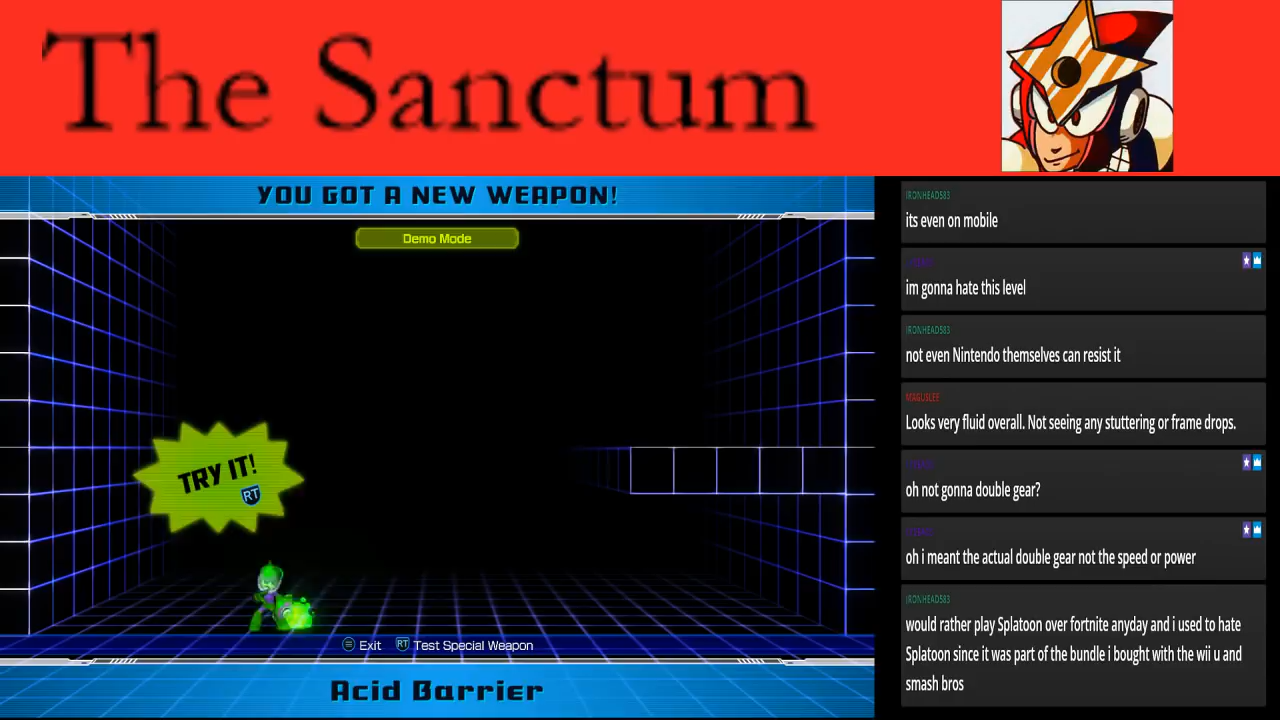 The Sanctum
YOU GOT A NEW WEAPON!
Demo Mode
TRY IT!
RT
Exit RT Test Special Weapon
Acid Barrier
IRONHEAD583
its even on mobile
im gonna hate this level
IRONHEAD583
not even Nintendo themselves can resist it
MAGUSLEE
Looks very fluid overall. Not seeing any stuttering or frame drops.
oh not gonna double gear?
oh i meant the actual double gear not the speed or power
IRONHEAD583
would rather play Splatoon over fortnite anyday and i used to hate
Splatoon since it was part of the bundle i bought with the wii u and
smash bros